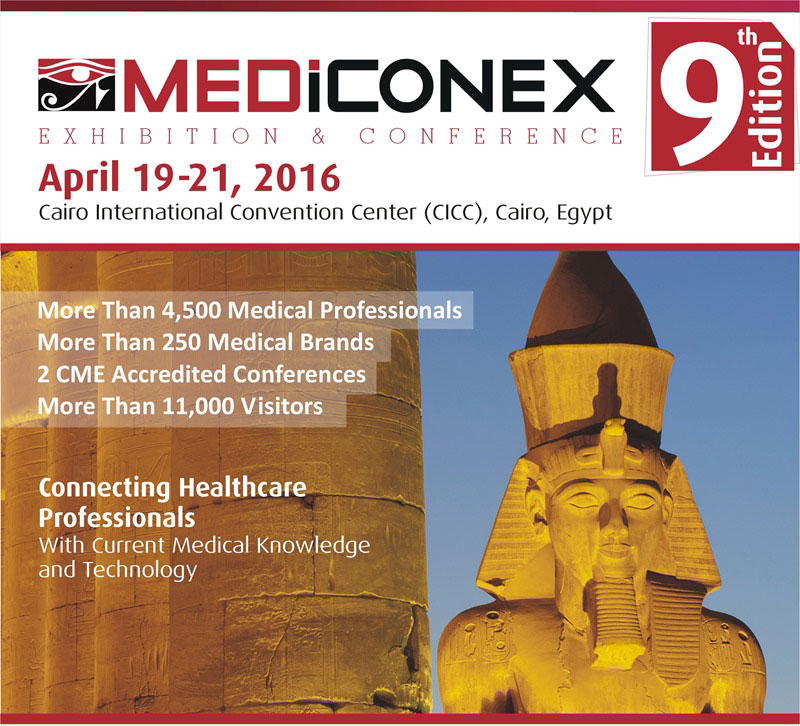 MEDiCONEX
EXHIBITION & CONFERENCE
9th
Edition
April 19-21, 2016
Cairo International Convention Center (CICC), Cairo, Egypt
More Than 4,500 Medical Professionals
More Than 250 Medical Brands
2 CME Accredited Conferences
More Than 11,000 Visitors
Connecting Healthcare
Professionals
With Current Medical Knowledge
and Technology